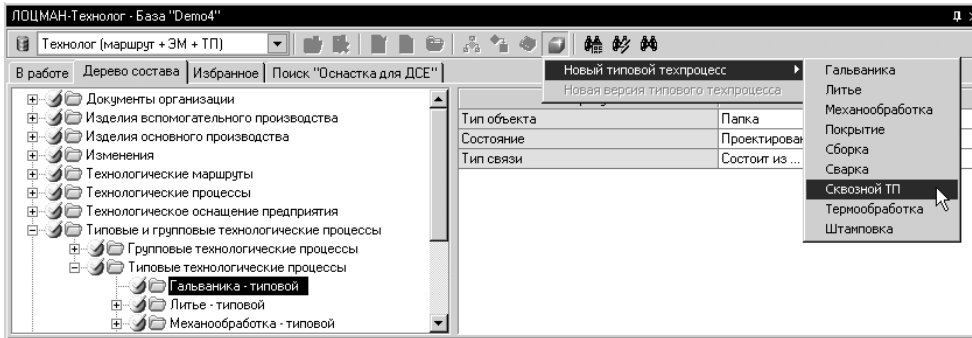 ЛОЦМАН-Технолог - База "Demo4"
Технолог (маршрут + ЭМ + ТП)
В работе Дерево состава Избранное Поиск "Оснастка для ДСЕ"
Новый типовой техпроцесс
Новая версия типового техпроцесса
Гальваника
Литье
Механообработка
Покрытие
Сборка
Сварка
Сквозной ТП
Термообработка
Штамповка
Документы организации
Изделия вспомогательного производства
Изделия основного производства
Изменения
Технологические маршруты
Технологические процессы
Технологическое оснащение предприятия
Типовые и групповые технологические процессы
Групповые технологические процессы
Типовые технологические процессы
Гальваника - типовой
Литье - типовой
Механообработка - типовой
Тип объекта Папка
Состояние Проектирован
Тип связи Состоит из ...